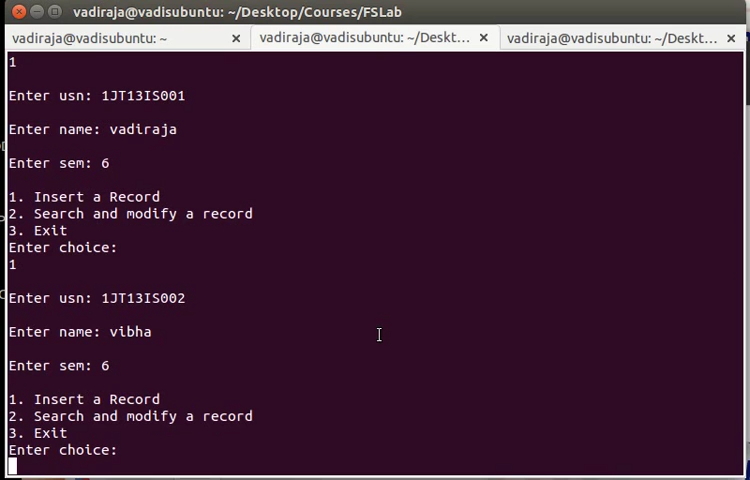 vadiraja@vadisubuntu: ~/Desktop/Courses/FSLab
vadiraja@vadisubuntu: ~
vadiraja@vadisubuntu: ~/Deskt...
vadiraja@vadisubuntu: ~/Deskt...
1
Enter usn: 1JT13IS001
Enter name: vadiraja
Enter sem: 6
1. Insert a Record
2. Search and modify a record
3. Exit
Enter choice:
1
Enter usn: 1JT13IS002
Enter name: vibha
Enter sem: 6
1. Insert a Record
2. Search and modify a record
3. Exit
Enter choice: